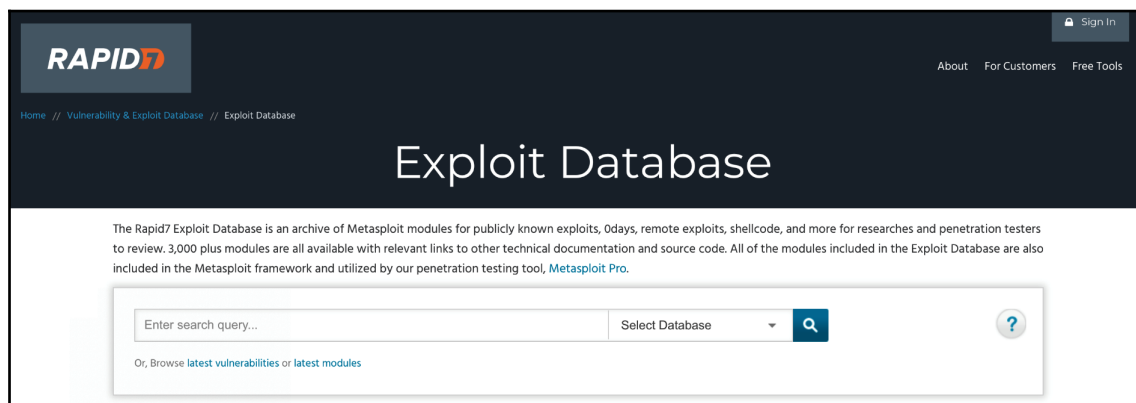 Sign In
RAPID7
About For Customers Free Tools
Home // Vulnerability & Exploit Database // Exploit Database
Exploit Database
The Rapid7 Exploit Database is an archive of Metasploit modules for publicly known exploits, 0days, remote exploits, shellcode, and more for researches and penetration testers
to review. 3,000 plus modules are all available with relevant links to other technical documentation and source code. All of the modules included in the Exploit Database are also
included in the Metasploit framework and utilized by our penetration testing tool, Metasploit Pro.
Enter search query... Select Database ?
Or, Browse latest vulnerabilities or latest modules